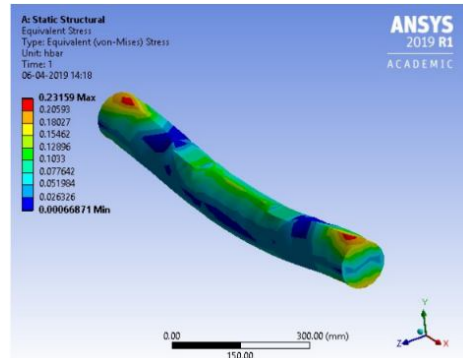 A: Static Structural
Equivalent Stress
Type: Equivalent (von-Mises) Stress
Unit: hbar
Time: 1
06-04-2019 14:18
0.23159 Max
0.20593
0.18027
0.15462
0.12896
0.1033
0.077642
0.051984
0.026326
0.00066871 Min
ANSYS
2019 R1
ACADEMIC
0.00
300.00 (mm)
150.00
Y
Z
X